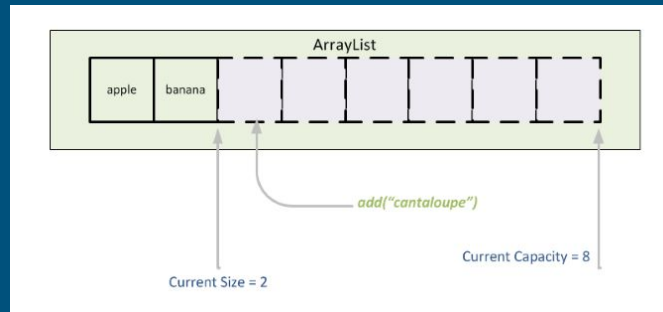 ArrayList
apple
banana
add(“cantaloupe”)
Current Capacity = 8
Current Size = 2